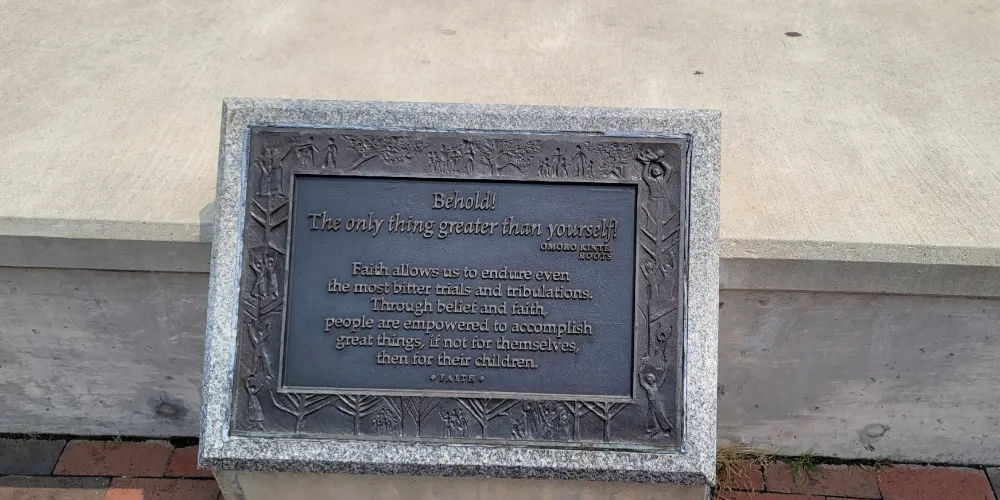 Behold!
The only thing greater than yourself!
OMORO KINTE,
ROOTS
Faith allows us to endure even
the most bitter trials and tribulations.
Through belief and faith,
people are empowered to accomplish
great things, if not for themselves,
then for their children.
FAITH